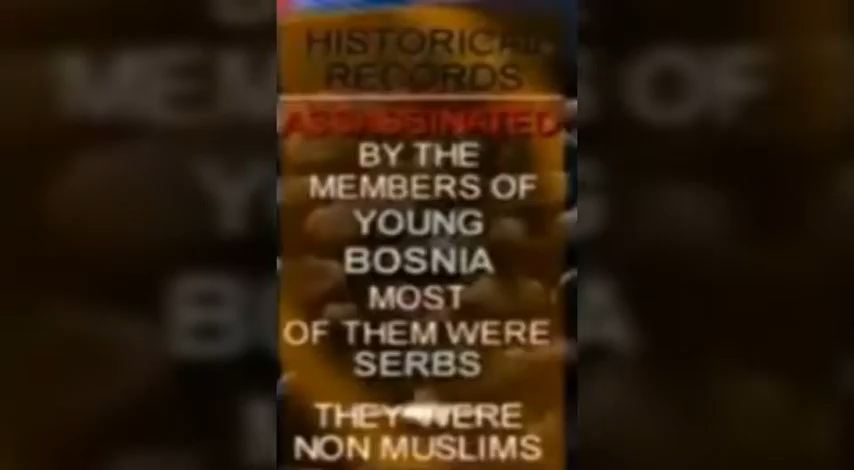 HISTORICAL
RECORDS
ASSASSINATED
BY THE
MEMBERS OF
YOUNG
BOSNIA
MOST
OF THEM WERE
SERBS
THEY WERE
NON MUSLIMS